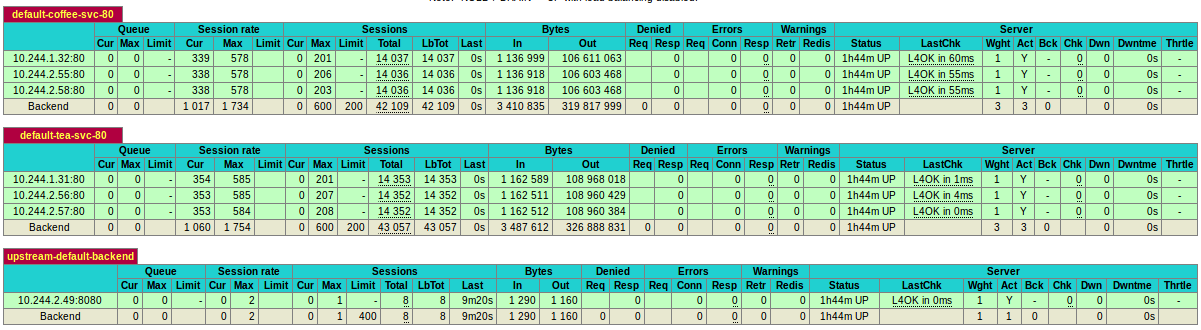 default-coffee-svc-80
Queue Session rate Sessions Bytes Denied Errors Warnings Server
Cur Max Limit Cur Max Limit Cur Max Limit Total LbTot Last In Out Req Resp Req Conn Resp Retr Redis Status LastChk Wght Act Bck Chk Dwn Dwntme Thrtle
10.244.1.32:80 0 0 - 339 578 0 201 - 14 037 14 037 0s 1 136 999 106 611 063 0 0 0 0 0 1h44m UP L4OK in 60ms 1 Y - 0 0 0s -
10.244.2.55:80 0 0 - 338 578 0 206 - 14 036 14 036 0s 1 136 918 106 603 468 0 0 0 0 0 1h44m UP L4OK in 55ms 1 Y - 0 0 0s -
10.244.2.58:80 0 0 - 338 578 0 203 - 14 036 14 036 0s 1 136 918 106 603 468 0 0 0 0 0 1h44m UP L4OK in 55ms 1 Y - 0 0 0s -
Backend 0 0 1 017 1 734 0 600 200 42 109 42 109 0s 3 410 835 319 817 999 0 0 0 0 0 0 1h44m UP 3 3 0 0 0s
default-tea-svc-80
Queue Session rate Sessions Bytes Denied Errors Warnings Server
Cur Max Limit Cur Max Limit Cur Max Limit Total LbTot Last In Out Req Resp Req Conn Resp Retr Redis Status LastChk Wght Act Bck Chk Dwn Dwntme Thrtle
10.244.1.31:80 0 0 - 354 585 0 201 - 14 353 14 353 0s 1 162 589 108 968 018 0 0 0 0 0 1h44m UP L4OK in 1ms 1 Y - 0 0 0s -
10.244.2.56:80 0 0 - 353 585 0 207 - 14 352 14 352 0s 1 162 511 108 960 429 0 0 0 0 0 1h44m UP L4OK in 4ms 1 Y - 0 0 0s -
10.244.2.57:80 0 0 - 353 584 0 208 - 14 352 14 352 0s 1 162 512 108 960 384 0 0 0 0 0 1h44m UP L4OK in 0ms 1 Y - 0 0 0s -
Backend 0 0 1 060 1 754 0 600 200 43 057 43 057 0s 3 487 612 326 888 831 0 0 0 0 0 0 1h44m UP 3 3 0 0 0s
upstream-default-backend
Queue Session rate Sessions Bytes Denied Errors Warnings Server
Cur Max Limit Cur Max Limit Cur Max Limit Total LbTot Last In Out Req Resp Req Conn Resp Retr Redis Status LastChk Wght Act Bck Chk Dwn Dwntme Thrtle
10.244.2.49:8080 0 0 - 0 2 0 1 - 8 8 9m20s 1 290 1 160 0 0 0 0 0 1h44m UP L4OK in 0ms 1 Y - 0 0 0s -
Backend 0 0 0 2 0 1 400 8 8 9m20s 1 290 1 160 0 0 0 0 0 0 1h44m UP 1 1 0 0 0s